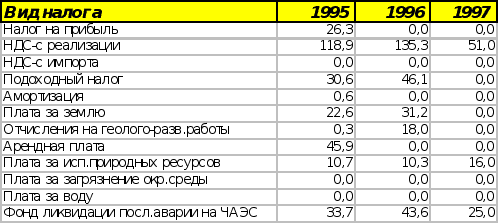 Вид налога 1995 1996 1997
Налог на прибыль 26,3 0,0 0,0
НДС-с реализации 118,9 135,3 51,0
НДС-с импорта 0,0 0,0 0,0
Подоходный налог 30,6 46,1 0,0
Амортизация 0,6 0,0 0,0
Плата за землю 22,6 31,2 0,0
Отчисления на геолого-разв.работы 0,3 18,0 0,0
Арендная плата 45,9 0,0 0,0
Плата за исп.природных ресурсов 10,7 10,3 16,0
Плата за загрязнение окр.среды 0,0 0,0 0,0
Плата за воду 0,0 0,0 0,0
Фонд ликвидации посл.аварии на ЧАЭС 33,7 43,6 25,0